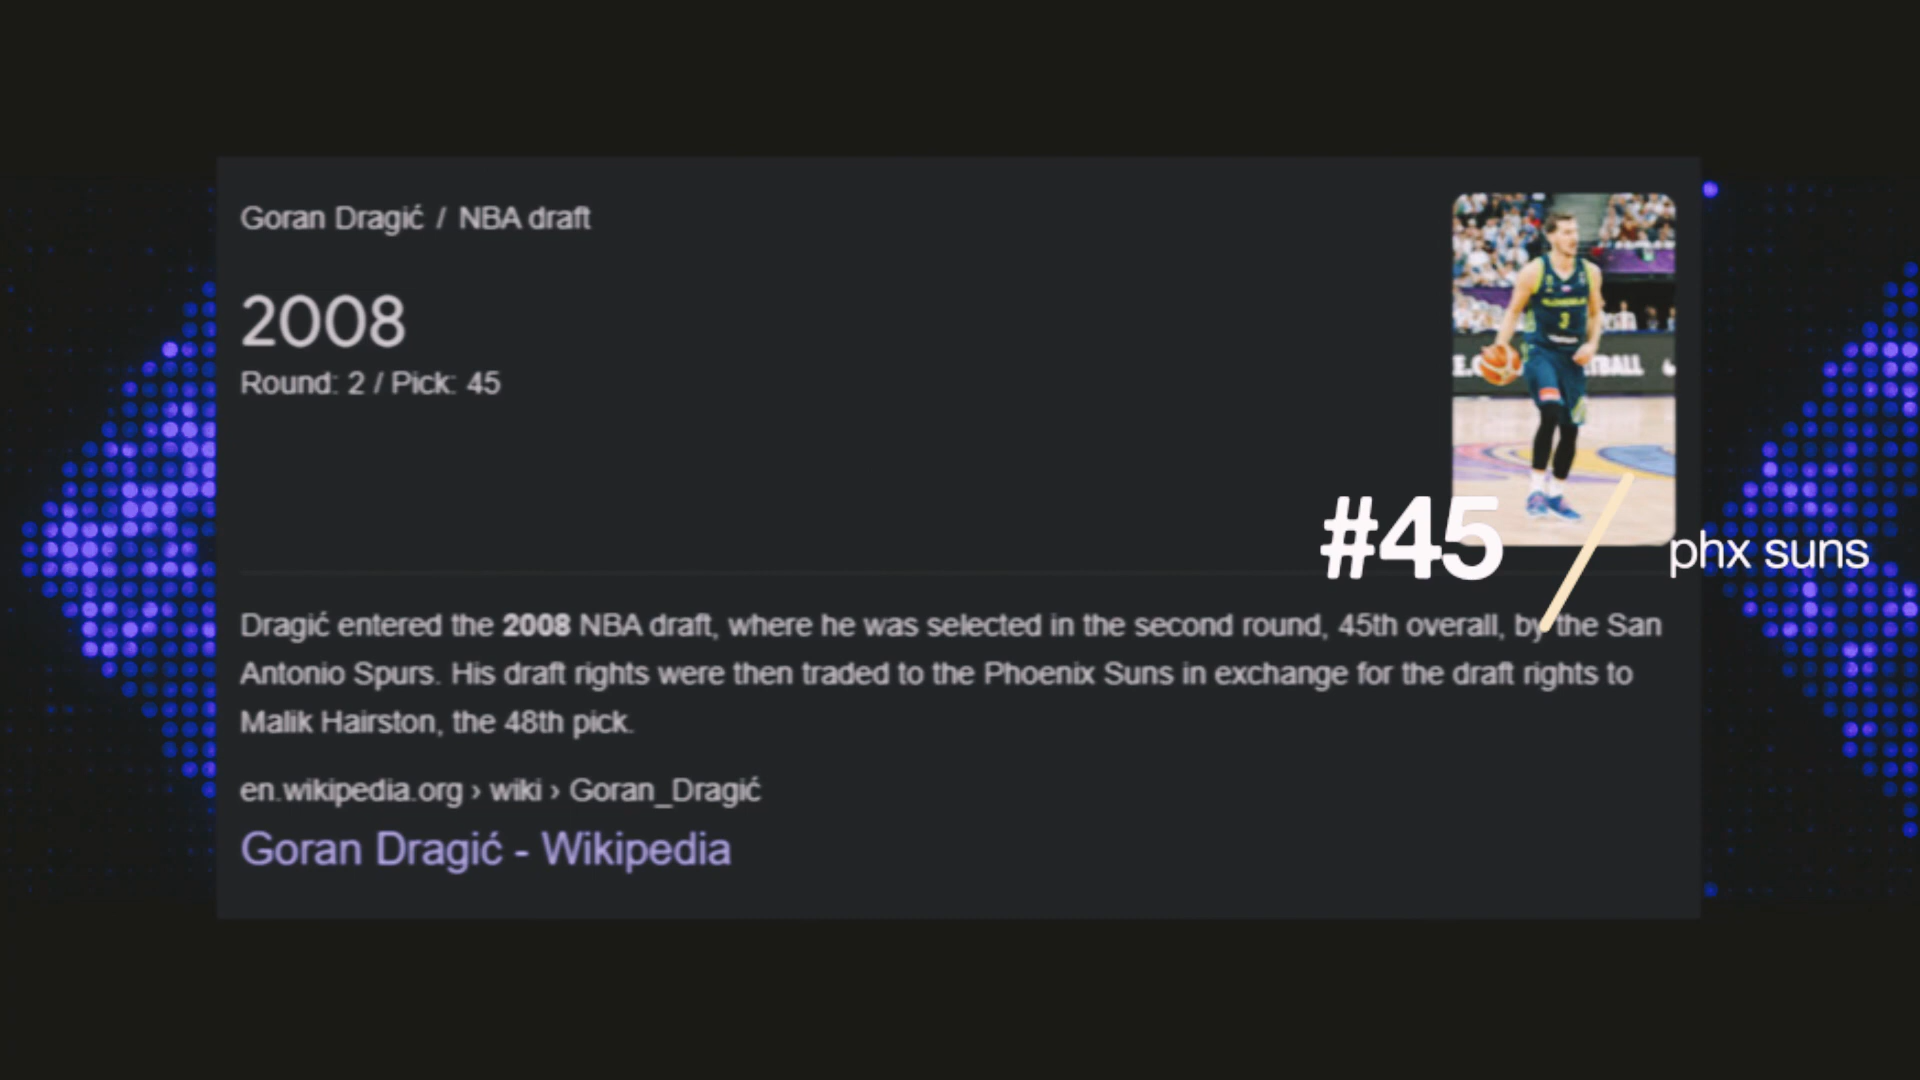 Goran Dragić / NBA draft
2008
Round: 2 / Pick: 45
#45
phx suns
Dragić entered the 2008 NBA draft, where he was selected in the second round, 45th overall, by the San
Antonio Spurs. His draft rights were then traded to the Phoenix Suns in exchange for the draft rights to
Malik Hairston, the 48th pick.
en.wikipedia.org › wiki › Goran_Dragić
Goran Dragić - Wikipedia
3